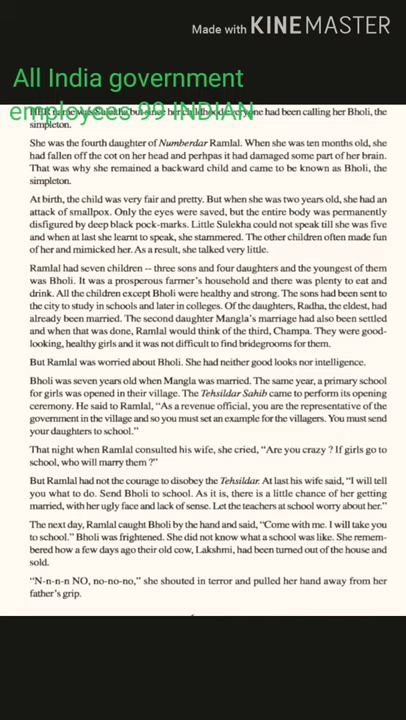 Made with KINEMASTER
All India government
employees 99 INDIAN
name was Sulekha but since her childhood everyone had been calling her Bholi, the
simpleton.
She was the fourth daughter of Numberdar Ramlal. When she was ten months old, she
had fallen off the cot on her head and perhpas it had damaged some part of her brain.
That was why she remained a backward child and came to be known as Bholi, the
simpleton.
At birth, the child was very fair and pretty. But when she was two years old, she had an
attack of smallpox. Only the eyes were saved, but the entire body was permanently
disfigured by deep black pock-marks. Little Sulekha could not speak till she was five
and when at last she learnt to speak, she stammered. The other children often made fun
of her and mimicked her. As a result, she talked very little.
Ramlal had seven children -- three sons and four daughters and the youngest of them
was Bholi. It was a prosperous farmer's household and there was plenty to eat and
drink. All the children except Bholi were healthy and strong. The sons had been sent to
the city to study in schools and later in colleges. Of the daughters, Radha, the eldest, had
already been married. The second daughter Mangla's marriage had also been settled
and when that was done, Ramlal would think of the third, Champa. They were good-
looking, healthy girls and it was not difficult to find bridegrooms for them.
But Ramlal was worried about Bholi. She had neither good looks nor intelligence.
Bholi was seven years old when Mangla was married. The same year, a primary school
for girls was opened in their village. The Tehsildar Sahib came to perform its opening
ceremony. He said to Ramlal, "As a revenue official, you are the representative of the
government in the village and so you must set an example for the villagers. You must send
your daughters to school."
That night when Ramlal consulted his wife, she cried, "Are you crazy ? If girls go to
school, who will marry them ?"
But Ramlal had not the courage to disobey the Tehsildar. At last his wife said, "I will tell
you what to do. Send Bholi to school. As it is, there is a little chance of her getting
married, with her ugly face and lack of sense. Let the teachers at school worry about her."
The next day, Ramlal caught Bholi by the hand and said, "Come with me. I will take you
to school." Bholi was frightened. She did not know what a school was like. She remem-
bered how a few days ago their old cow, Lakshmi, had been turned out of the house and
sold.
"N-n-n-n NO, no-no-no," she shouted in terror and pulled her hand away from her
father's grip.